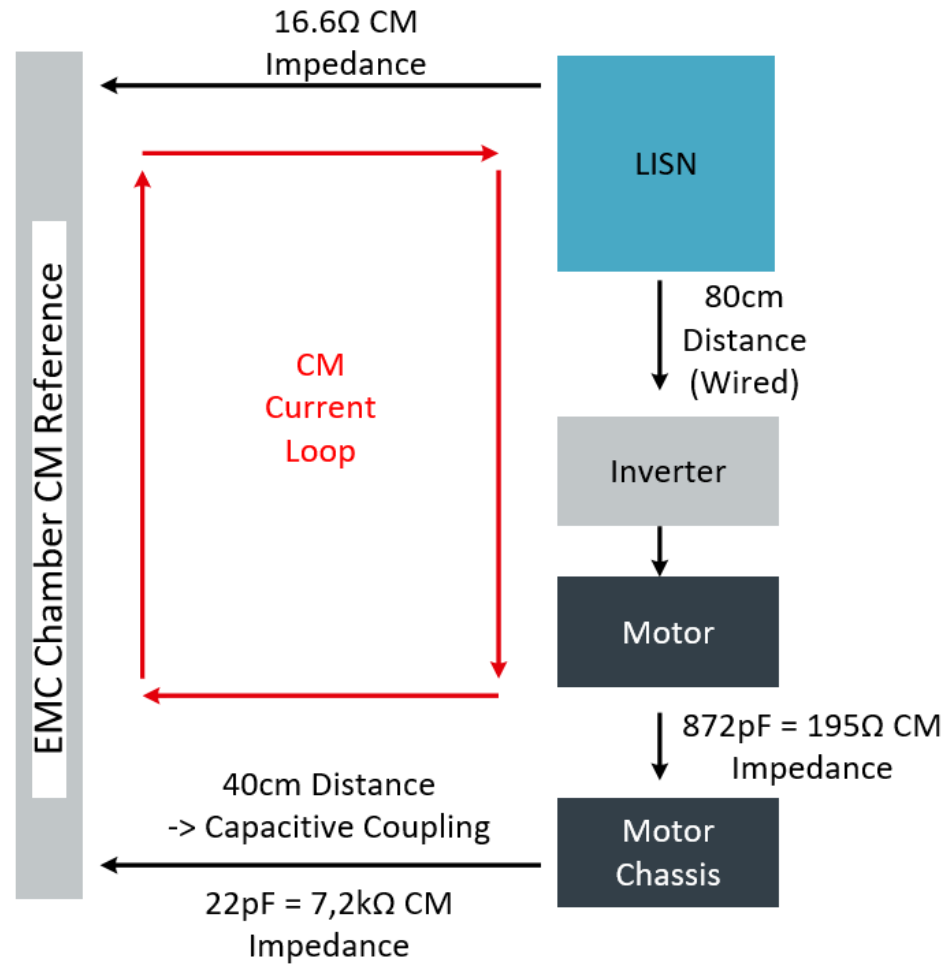 16.6Ω CM
Impedance
LISN
80cm
Distance
(Wired)
EMC Chamber CM Reference
CM
Current
Loop
Inverter
Motor
872pF = 195Ω CM
Impedance
40cm Distance
-> Capacitive Coupling
Motor
Chassis
22pF = 7,2kΩ CM
Impedance